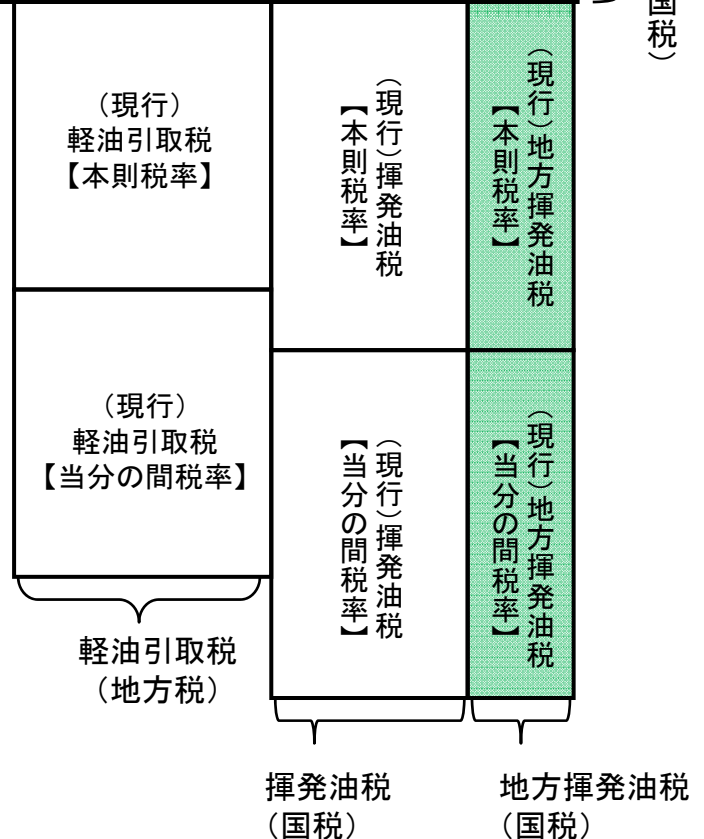 国税）
（現行）
軽油引取税
【本則税率】
（現行）揮発油税
【本則税率】
（現行）地方揮発油税
【本則税率】
（現行）
軽油引取税
【当分の間税率】
（現行）揮発油税
【当分の間税率】
（現行）地方揮発油税
【当分の間税率】
軽油引取税
（地方税）
揮発油税
（国税）
地方揮発油税
（国税）